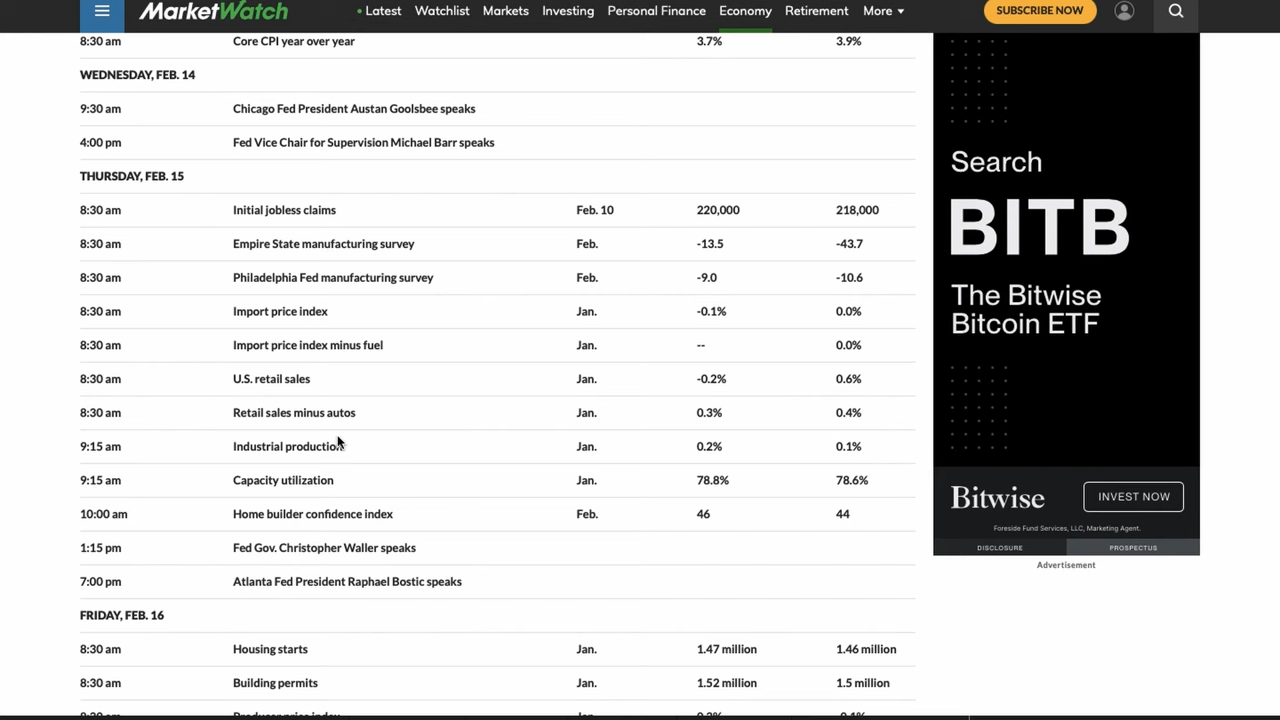 MarketWatch
Latest Watchlist Markets Investing Personal Finance Economy Retirement More
SUBSCRIBE NOW
8:30 am Core CPI year over year 3.7% 3.9%
WEDNESDAY, FEB. 14
9:30 am Chicago Fed President Austan Goolsbee speaks
4:00 pm Fed Vice Chair for Supervision Michael Barr speaks
THURSDAY, FEB. 15
8:30 am Initial jobless claims Feb. 10 220,000 218,000
8:30 am Empire State manufacturing survey Feb. -13.5 -43.7
8:30 am Philadelphia Fed manufacturing survey Feb. -9.0 -10.6
8:30 am Import price index Jan. -0.1% 0.0%
8:30 am Import price index minus fuel Jan. -- 0.0%
8:30 am U.S. retail sales Jan. -0.2% 0.6%
8:30 am Retail sales minus autos Jan. 0.3% 0.4%
9:15 am Industrial production Jan. 0.2% 0.1%
9:15 am Capacity utilization Jan. 78.8% 78.6%
10:00 am Home builder confidence index Feb. 46 44
1:15 pm Fed Gov. Christopher Waller speaks
7:00 pm Atlanta Fed President Raphael Bostic speaks
FRIDAY, FEB. 16
8:30 am Housing starts Jan. 1.47 million 1.46 million
8:30 am Building permits Jan. 1.52 million 1.5 million
Search
BITB
The Bitwise
Bitcoin ETF
Bitwise
INVEST NOW
Foreside Fund Services, LLC, Marketing Agent.
DISCLOSURE PROSPECTUS
Advertisement